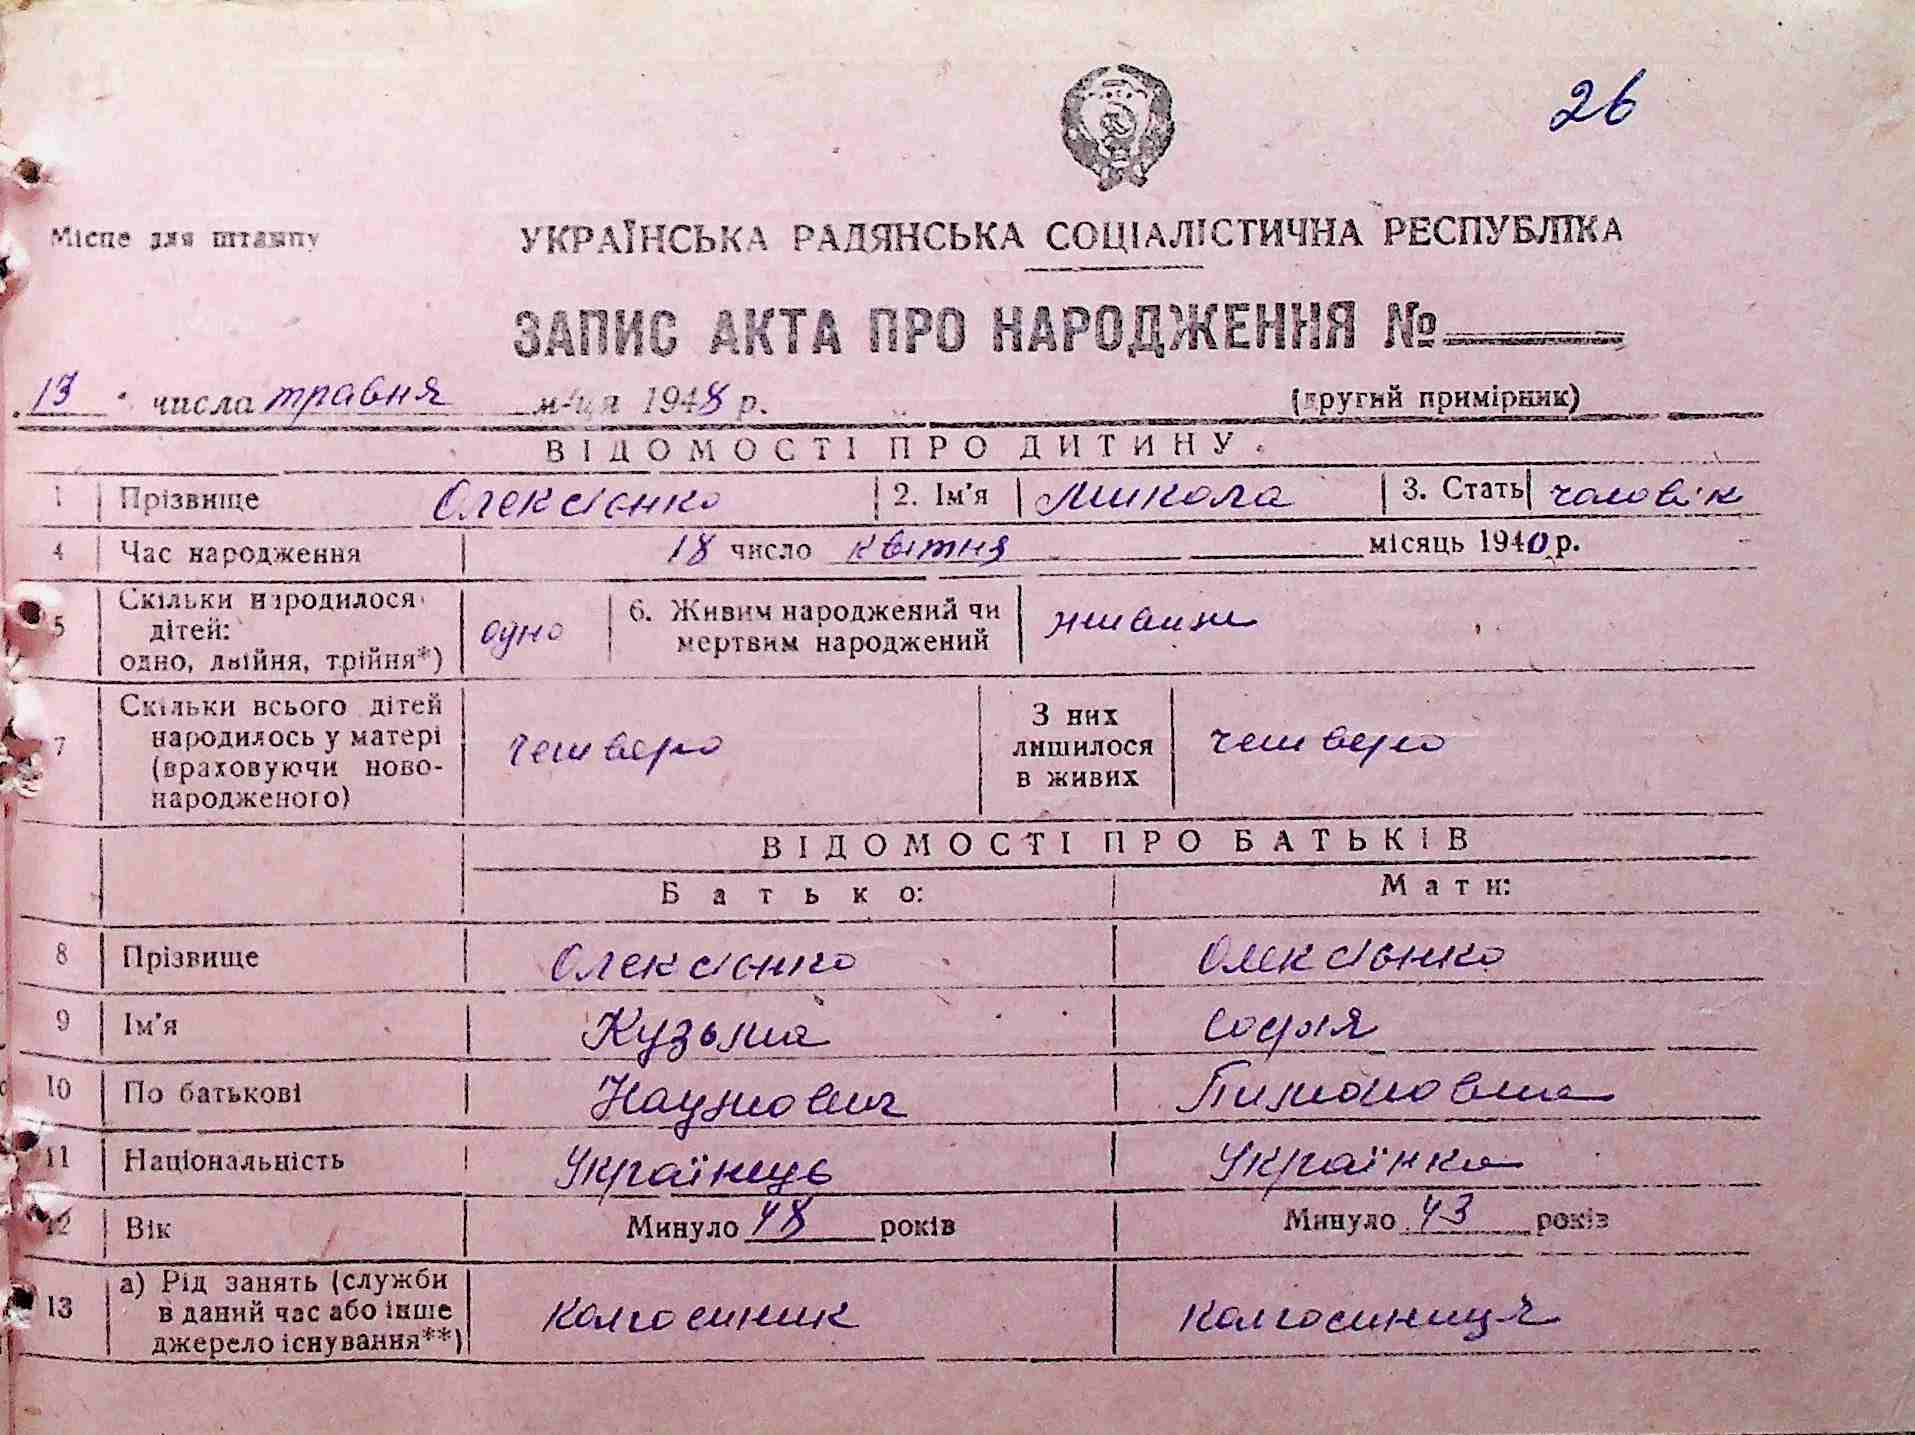 26
Місце для штампу
УКРАЇНСЬКА РАДЯНСЬКА СОЦІАЛІСТИЧНА РЕСПУБЛІКА
ЗАПИС АКТА ПРО НАРОДЖЕННЯ №
„13" числа травня м-ця 1948 р. (другий примірник)
ВІДОМОСТІ ПРО ДИТИНУ
1 Прізвище Олексієнко 2. Ім'я Микола 3. Стать чоловік
4 Час народження 18 число квітня місяць 1940 р.
5 Скільки народилося дітей: одно, двійня, трійня*) одно 6. Живим народжений чи мертвим народжений живим
7 Скільки всього дітей народилось у матері (враховуючи ново-народженого) четверо З них лишилося в живих четверо
ВІДОМОСТІ ПРО БАТЬКІВ
Батько: Мати:
8 Прізвище Олексієнко Олексієнко
9 Ім'я Кузьма Софія
10 По батькові Наумович
11 Національність Українець Українка
12 Вік Минуло 48 років Минуло 43 років
13 а) Рід занять (служби в даний час або інше джерело існування**) Колгосиник Колгосиниця